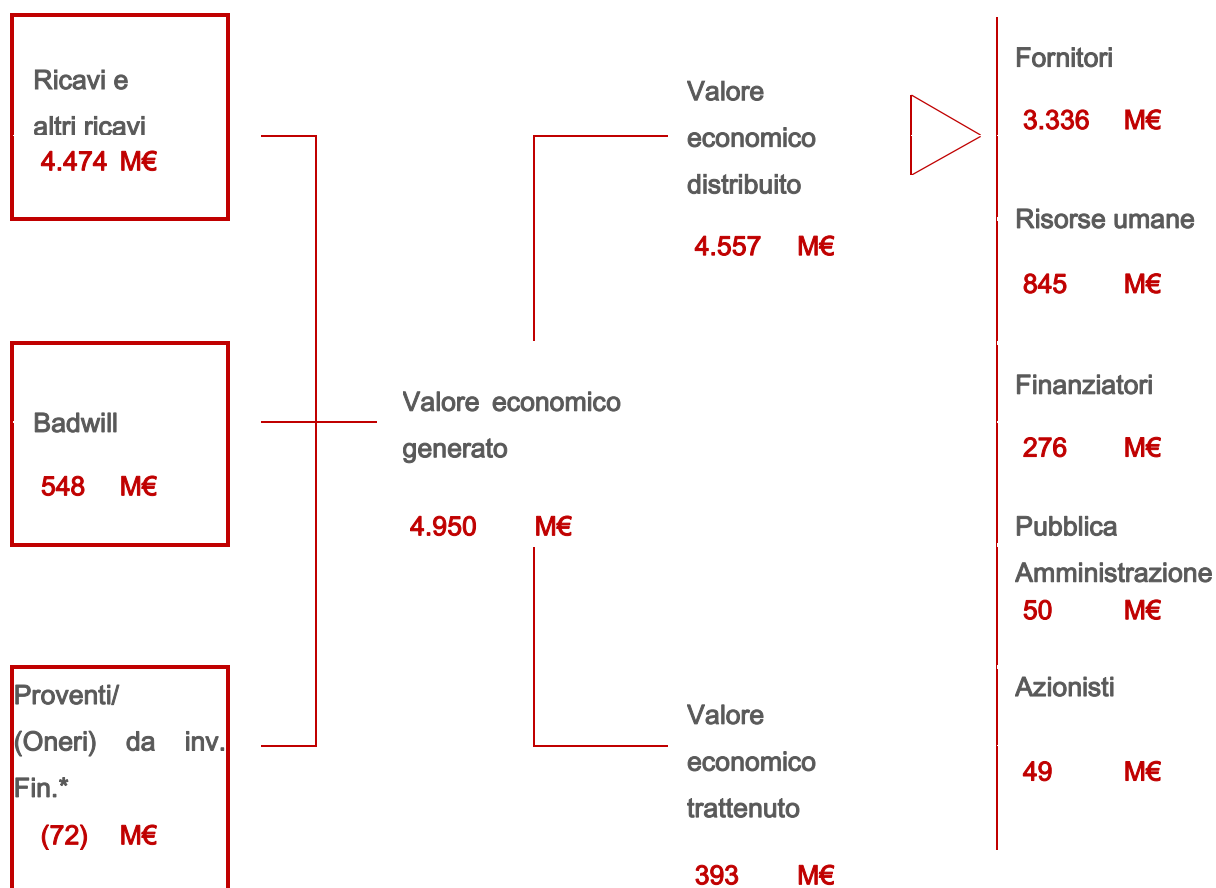 Ricavi e
altri ricavi
4.474 M€
Badwill
548 M€
Proventi/
(Oneri) da inv.
Fin.*
(72) M€
Valore economico
generato
4.950 M€
Valore
economico
distribuito
4.557 M€
Valore
economico
trattenuto
393 M€
Fornitori
3.336 M€
Risorse umane
845 M€
Finanziatori
276 M€
Pubblica
Amministrazione
50 M€
Azionisti
49 M€